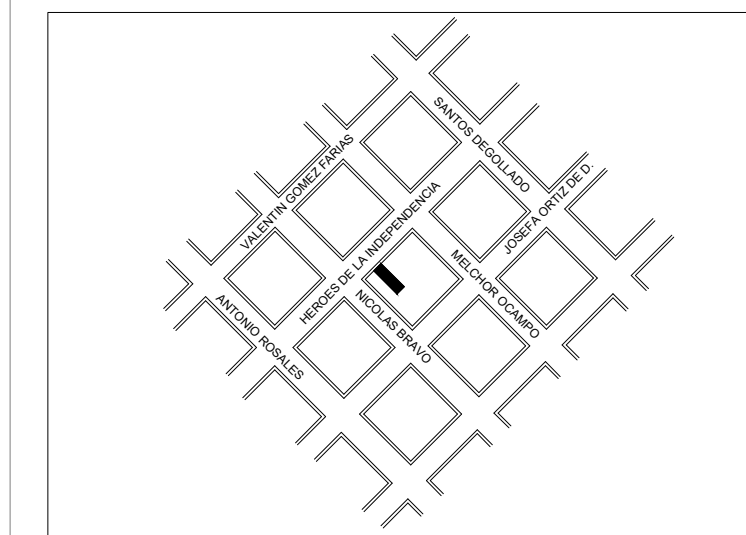 SANTOS DEGOLLADO
VALENTIN GOMEZ FARIAS
JOSEFA ORTIZ DE D.
HEROES DE LA INDEPENDENCIA
MELCHOR OCAMPO
NICOLAS BRAVO
ANTONIO ROSALES